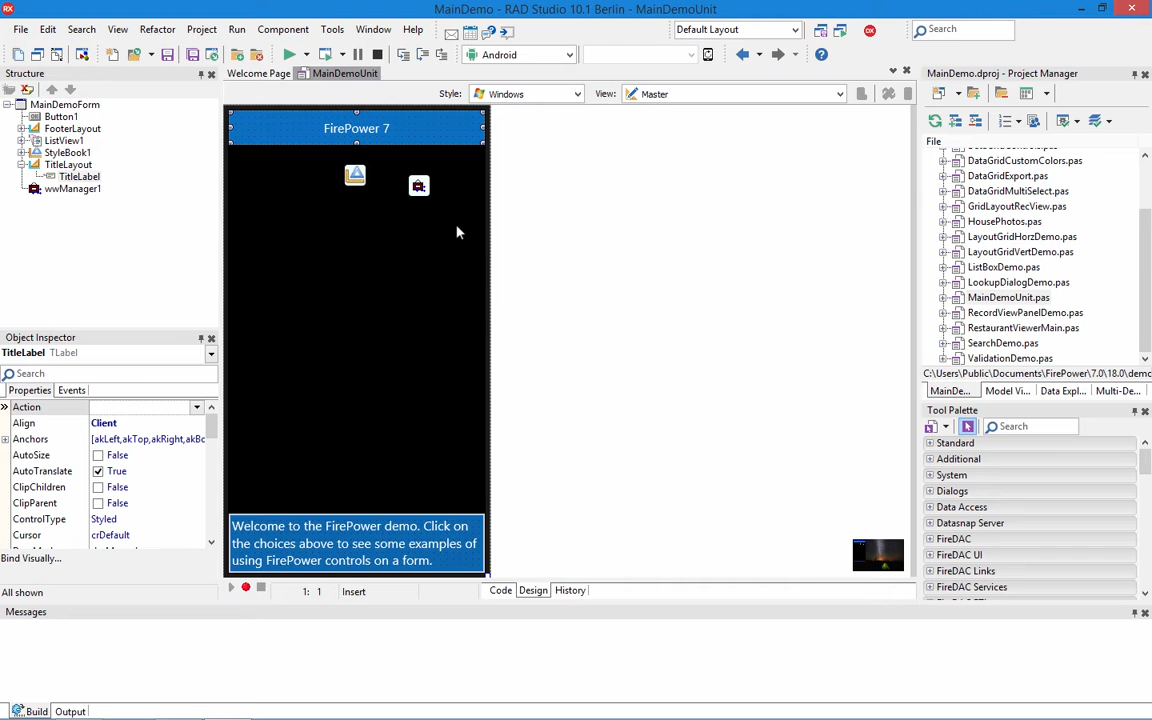 MainDemo - RAD Studio 10.1 Berlin - MainDemoUnit
File Edit Search View Refactor Project Run Component Tools Window Help
Default Layout
Search
Android
Structure
Welcome Page MainDemoUnit
MainDemo.dproj - Project Manager
Style: Windows View: Master
MainDemoForm
Button1
FooterLayout
ListView1
StyleBook1
TitleLayout
TitleLabel
wwManager1
FirePower 7
Welcome to the FirePower demo. Click on
the choices above to see some examples of
using FirePower controls on a form.
Object Inspector
TitleLabel TLabel
Search
Properties Events
Action
Align Client
Anchors [akLeft,akTop,akRight,akBo
AutoSize False
AutoTranslate True
ClipChildren False
ClipParent False
ControlType Styled
Cursor crDefault
Bind Visually...
All shown
1: 1 Insert
Code Design History
File
DataGridCustomColors.pas
DataGridExport.pas
DataGridMultiSelect.pas
GridLayoutRecView.pas
HousePhotos.pas
LayoutGridHorzDemo.pas
LayoutGridVertDemo.pas
ListBoxDemo.pas
LookupDialogDemo.pas
MainDemoUnit.pas
RecordViewPanelDemo.pas
RestaurantViewerMain.pas
SearchDemo.pas
ValidationDemo.pas
C:\Users\Public\Documents\FirePower\7.0\18.0\demo
MainDe... Model Vi... Data Expl... Multi-De...
Tool Palette
Search
Standard
Additional
System
Dialogs
Data Access
Datasnap Server
FireDAC
FireDAC UI
FireDAC Links
FireDAC Services
Messages
Build Output